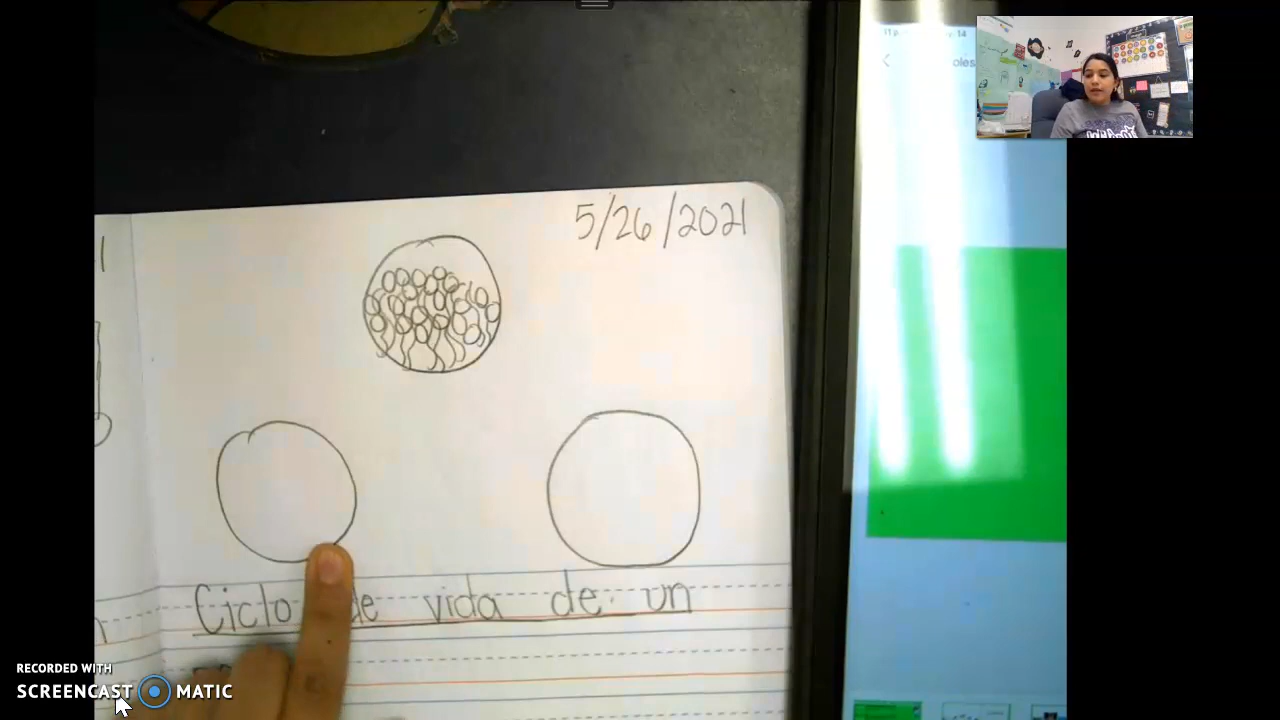 5/26/2021
Ciclo de vida de un
RECORDED WITH
SCREENCAST MATIC